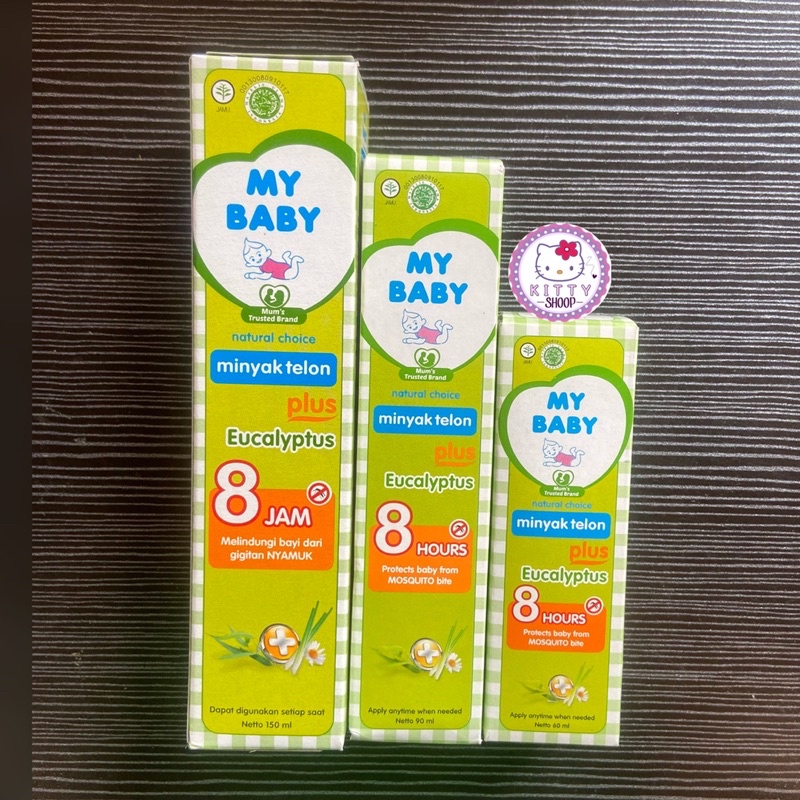 JAMU
MY
BABY
Mum's
Trusted Brand
natural choice
minyak telon
plus
Eucalyptus
8 JAM
Melindungi bayi dari
gigitan NYAMUK
Dapat digunakan setiap saat
Netto 150 ml
JAMU
MY
BABY
Mum's
Trusted Brand
natural choice
minyak telon
plus
Eucalyptus
8 HOURS
Protects baby from
MOSQUITO bite
Apply anytime when needed
Netto 90 ml
KITTY
SHOOP
JAMU
MY
BABY
Mum's
Trusted Brand
natural choice
minyak telon
plus
Eucalyptus
8 HOURS
Protects baby from
MOSQUITO bite
Apply anytime when needed
Netto 60 ml